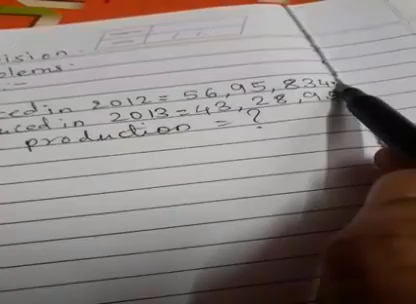 ision
blems:-
ced in 2012 = 56,95,834
uced in 2013 = 43,28,9
production = ?